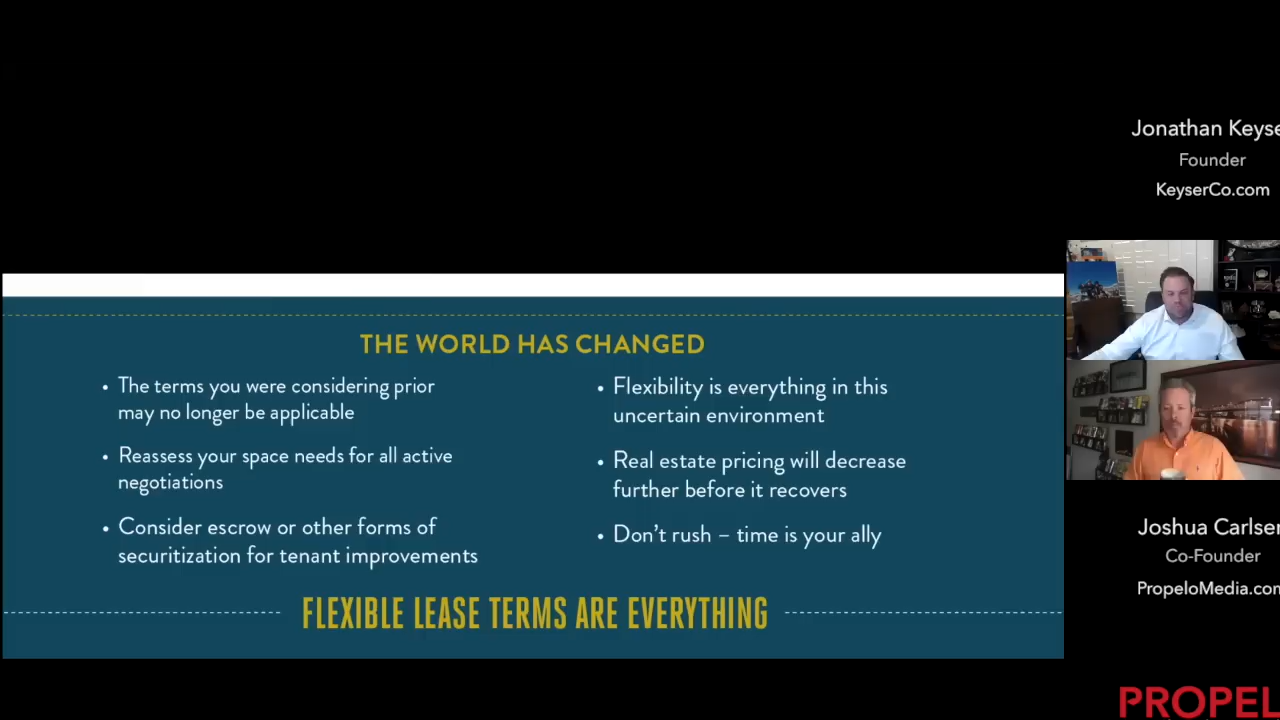 THE WORLD HAS CHANGED
• The terms you were considering prior
may no longer be applicable
• Reassess your space needs for all active
negotiations
• Consider escrow or other forms of
securitization for tenant improvements
• Flexibility is everything in this
uncertain environment
• Real estate pricing will decrease
further before it recovers
• Don’t rush – time is your ally
FLEXIBLE LEASE TERMS ARE EVERYTHING
Jonathan Keyse
Founder
KeyserCo.com
Joshua Carlsen
Co-Founder
PropeloMedia.com
PROPEL